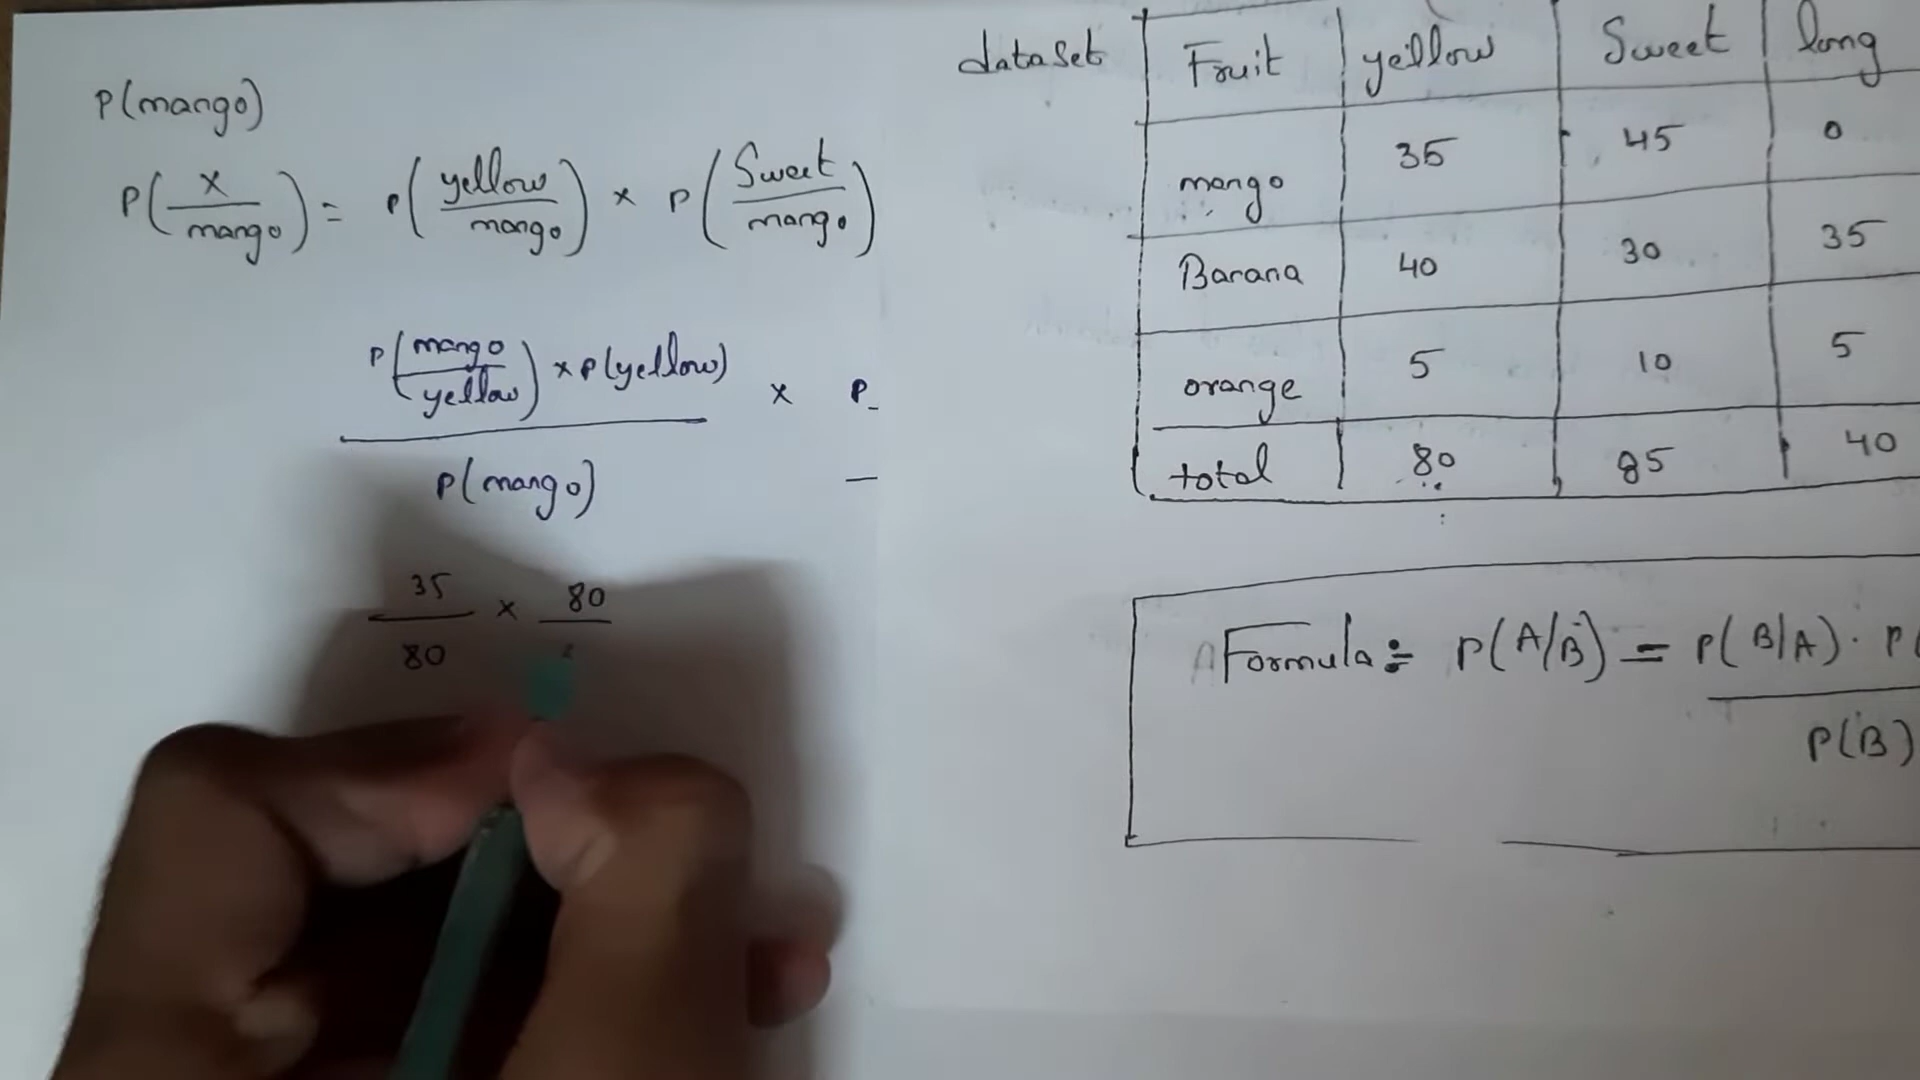 P(mango)
P(x/mango) = P(yellow/mango) × P(Sweet/mango)
P(mango/yellow) × P(yellow) × P
P(mango)
35/80 × 80
dataset
Fruit yellow Sweet long
mango 35 45 0
Banana 40 30 35
orange 5 10 5
total 80 85 40
Formula÷ P(A/B) = P(B/A) · P(
P(B)